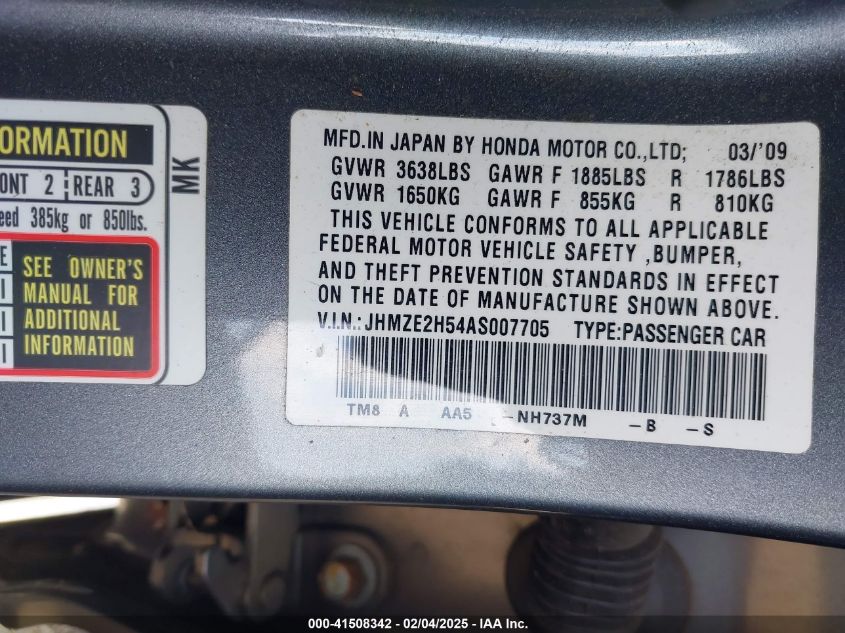 ORMATION
ONT 2 REAR 3
eed 385kg or 850lbs.
E
SEE OWNER'S
MANUAL FOR
ADDITIONAL
INFORMATION
MK
MFD.IN JAPAN BY HONDA MOTOR CO.,LTD; 03/'09
GVWR 3638LBS GAWR F 1885LBS R 1786LBS
GVWR 1650KG GAWR F 855KG R 810KG
THIS VEHICLE CONFORMS TO ALL APPLICABLE
FEDERAL MOTOR VEHICLE SAFETY ,BUMPER,
AND THEFT PREVENTION STANDARDS IN EFFECT
ON THE DATE OF MANUFACTURE SHOWN ABOVE.
V.I.N.: JHMZE2H54AS007705 TYPE:PASSENGER CAR
TM8 A AA5 -NH737M -B -S
000-41508342 - 02/04/2025 - IAA Inc.